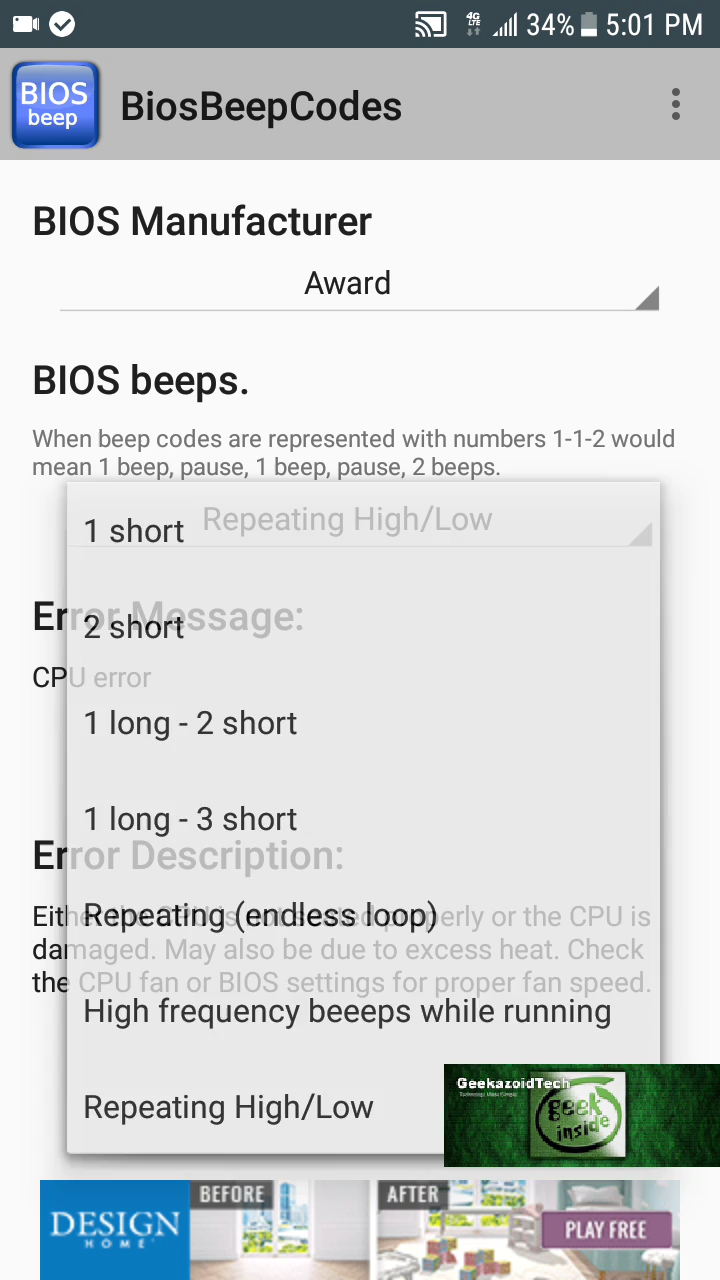 4G
LTE
34%
5:01 PM
BIOS
beep
BiosBeepCodes
BIOS Manufacturer
Award
BIOS beeps.
When beep codes are represented with numbers 1-1-2 would
mean 1 beep, pause, 1 beep, pause, 2 beeps.
Repeating High/Low
1 short
Error Message:
2 short
CPU error
1 long - 2 short
1 long - 3 short
Error Description:
Either the CPU is not seated properly or the CPU is
Repeating (endless loop)
damaged. May also be due to excess heat. Check
the CPU fan or BIOS settings for proper fan speed.
High frequency beeeps while running
Repeating High/Low
GeekazoidTech
Technology Made Simple
geek
inside
DESIGN
HOME
BEFORE
AFTER
PLAY FREE